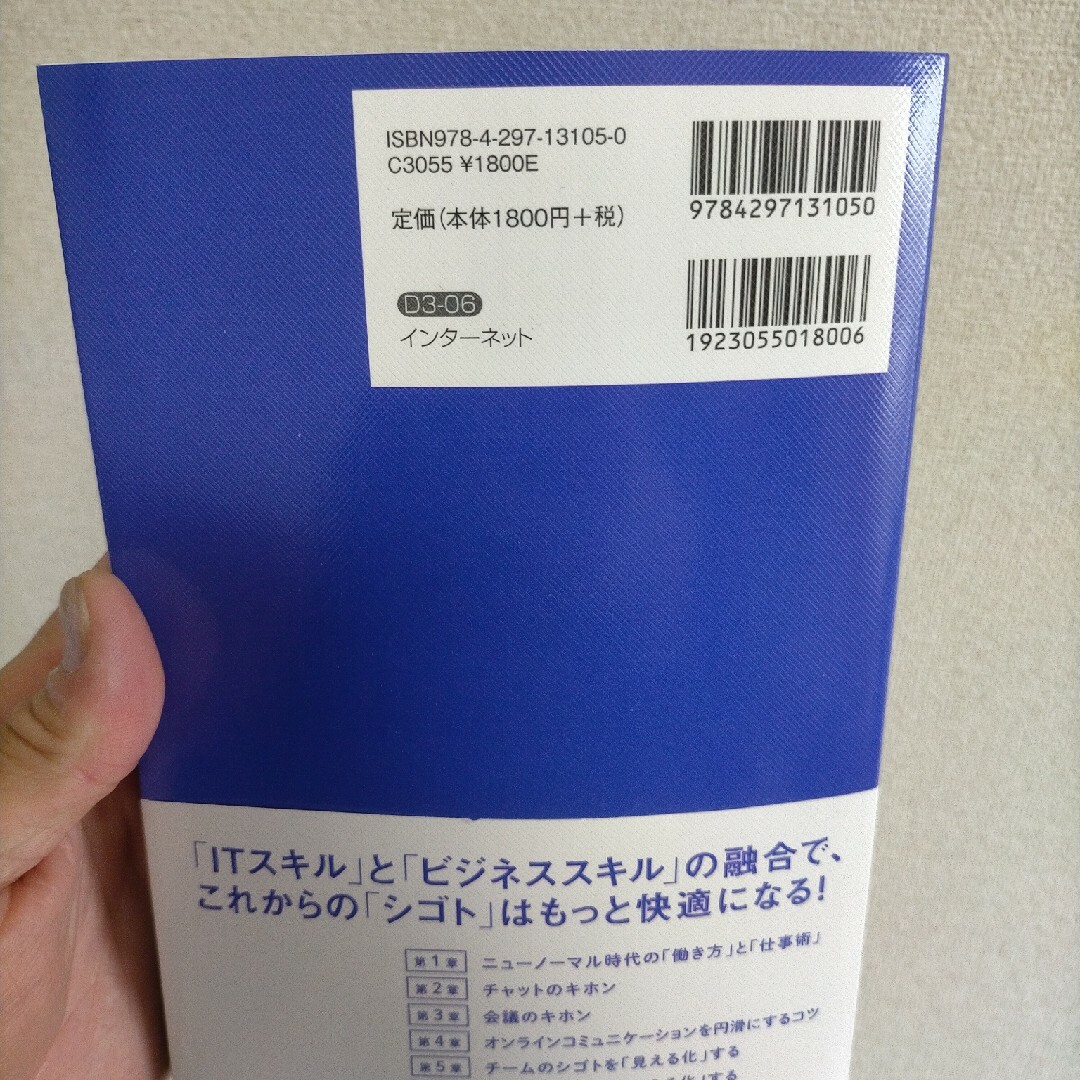 ISBN978-4-297-13105-0
C3055 ¥1800E
定価(本体1800円+税)
D3-06
インターネット
9784297131050
1923055018006
「ITスキル」と「ビジネススキル」の融合で、
これからの「シゴト」はもっと快適になる!
第1章 ニューノーマル時代の「働き方」と「仕事術」
第2章 チャットのキホン
第3章 会議のキホン
第4章 オンラインコミュニケーションを円滑にするコツ
第5章 チームのシゴトを「見える化」する
える化」する